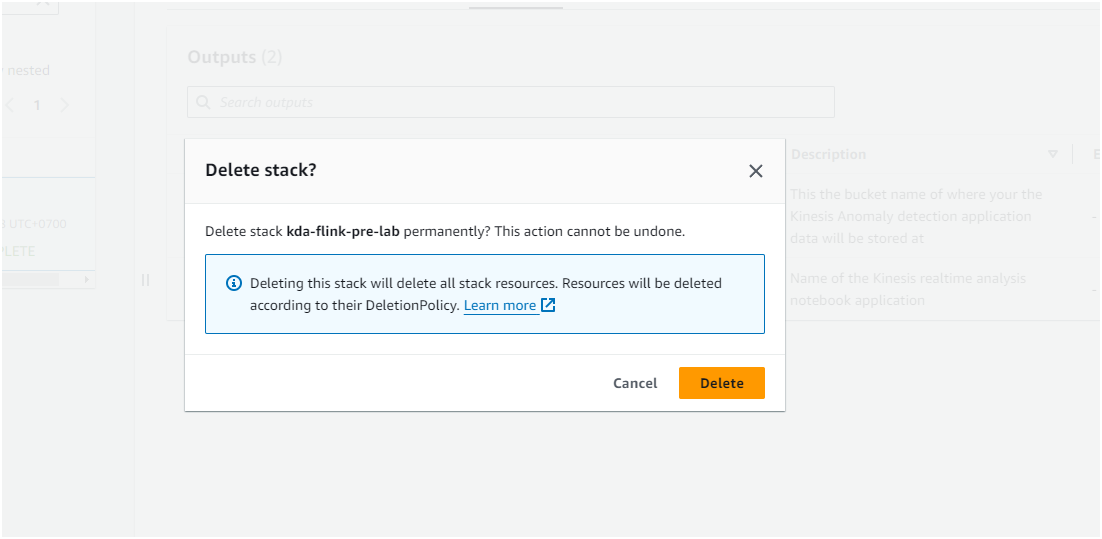 nested
1
UTC+0700
PLETE
Outputs (2)
Search outputs
Description
This the bucket name of where your the
Kinesis Anomaly detection application
data will be stored at
-
Name of the Kinesis realtime analysis
notebook application
-
Delete stack?
Delete stack kda-flink-pre-lab permanently? This action cannot be undone.
Deleting this stack will delete all stack resources. Resources will be deleted
according to their DeletionPolicy. Learn more
Cancel
Delete